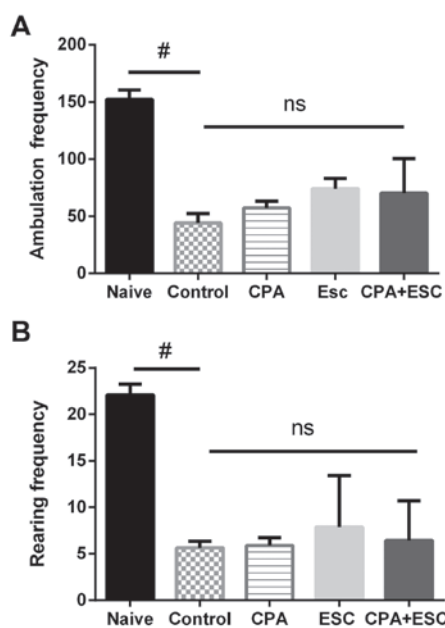 A
Ambulation frequency
200
150
100
50
0
#
ns
Naive Control CPA Esc CPA+ESC
B
Rearing frequency
25
20
15
10
5
0
#
ns
Naive Control CPA ESC CPA+ESC